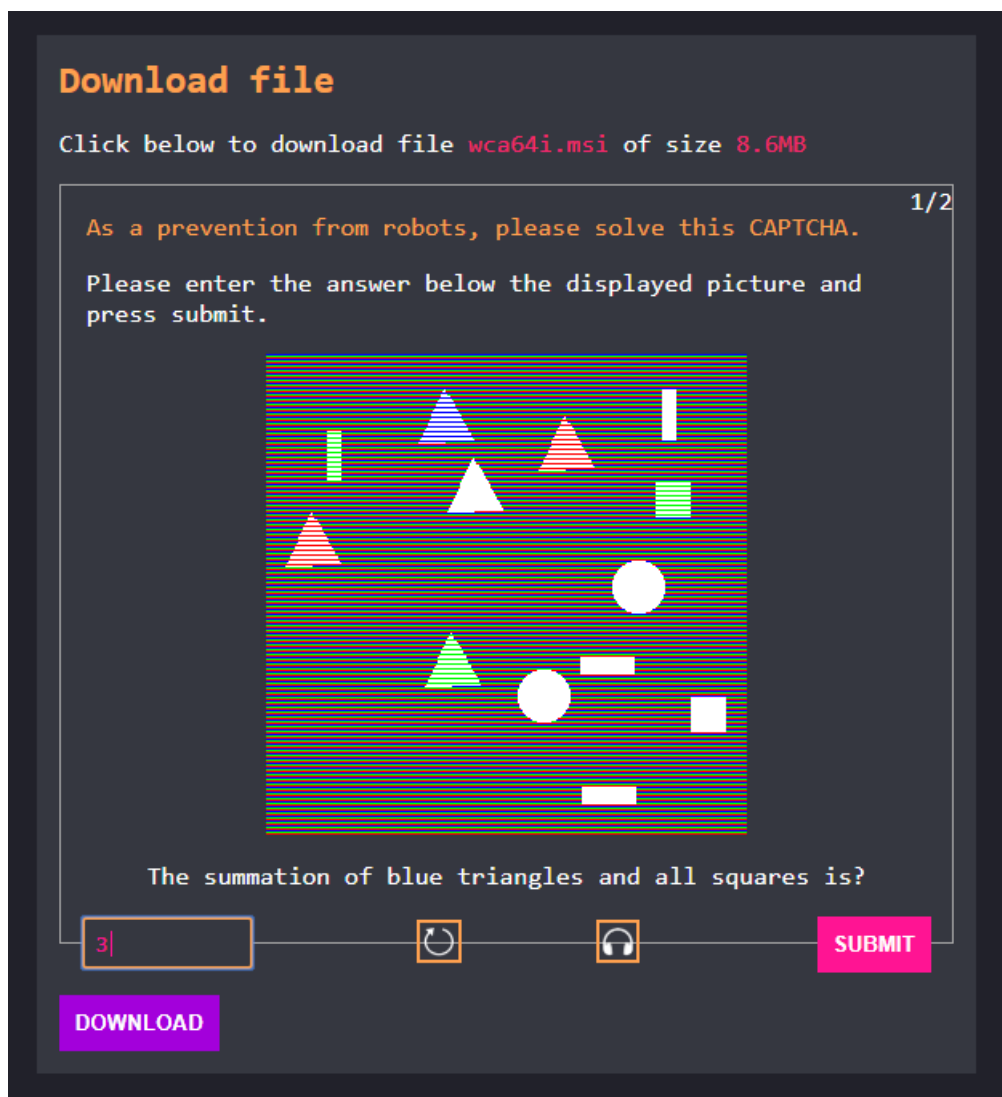 Download file
Click below to download file wca64i.msi of size 8.6MB
1/2
As a prevention from robots, please solve this CAPTCHA.
Please enter the answer below the displayed picture and
press submit.
The summation of blue triangles and all squares is?
3
SUBMIT
DOWNLOAD